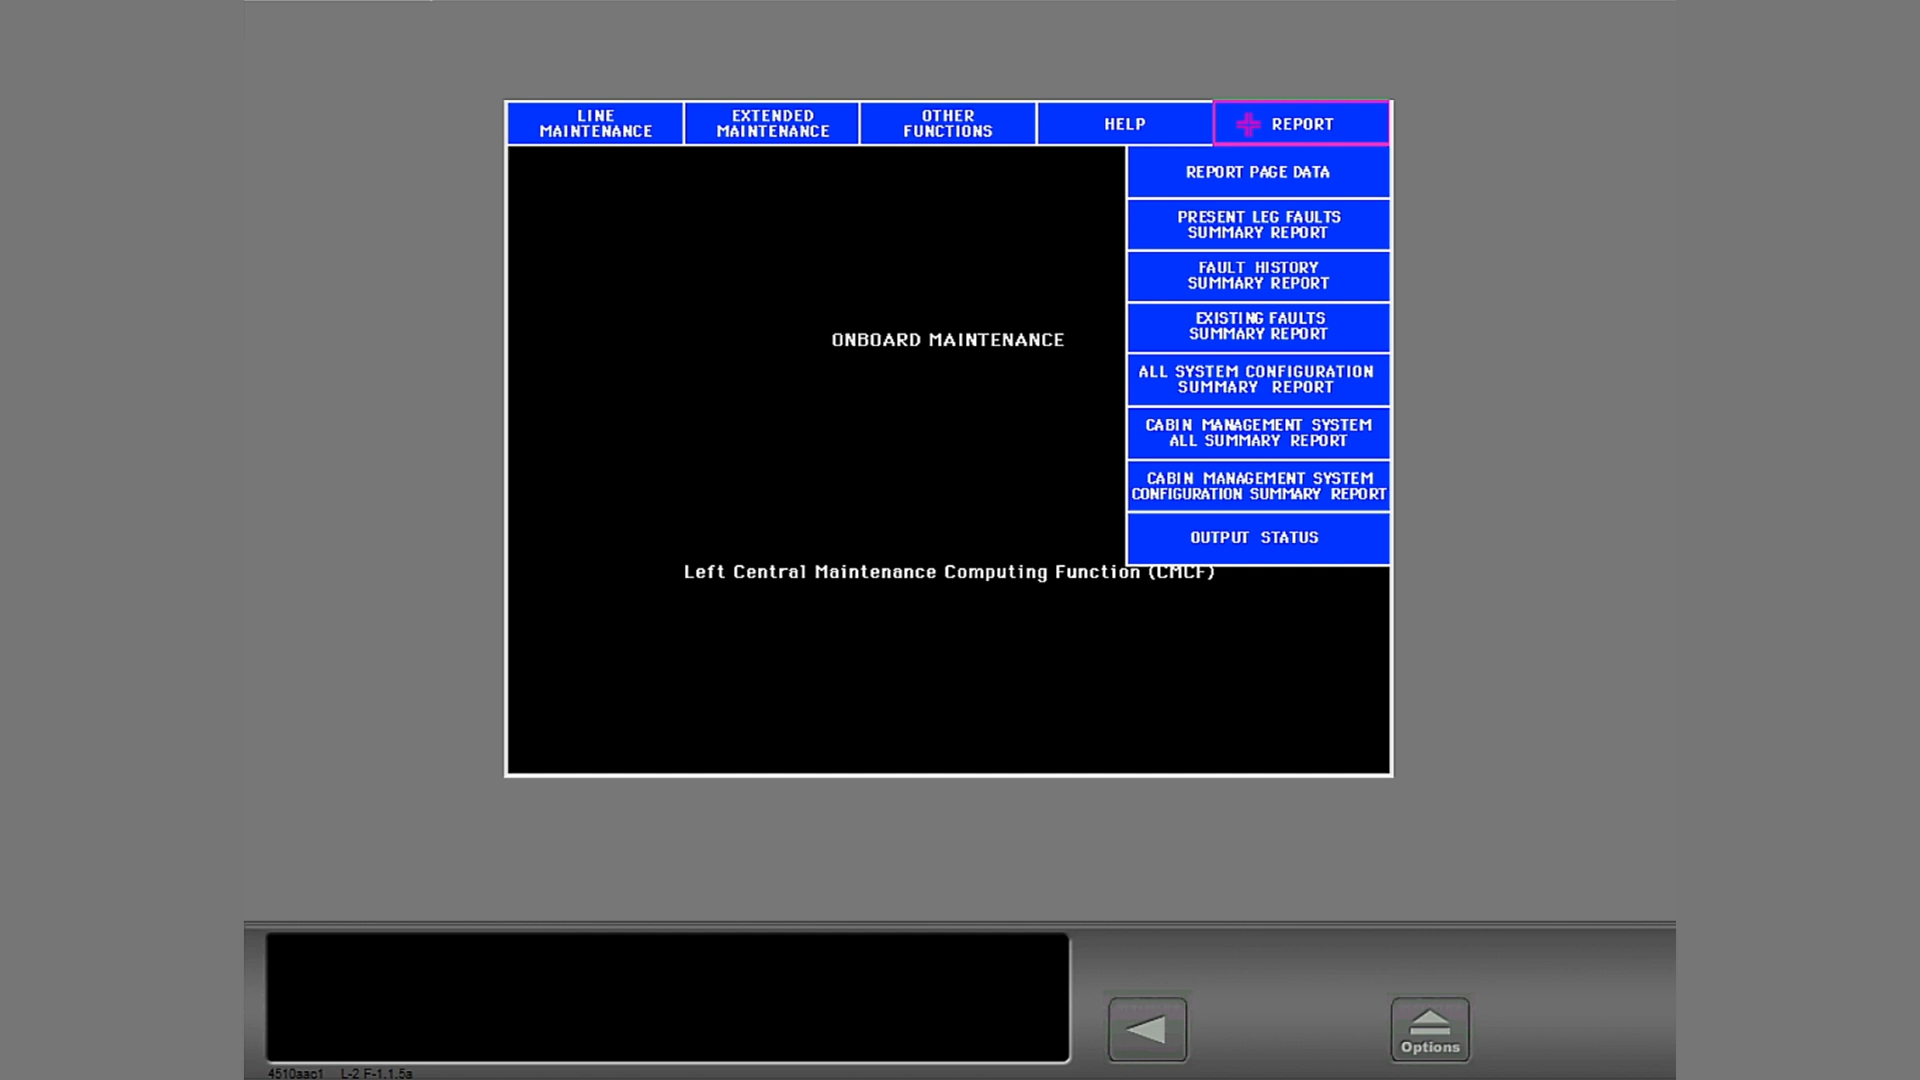 LINE
MAINTENANCE
EXTENDED
MAINTENANCE
OTHER
FUNCTIONS
HELP
REPORT
REPORT PAGE DATA
PRESENT LEG FAULTS
SUMMARY REPORT
FAULT HISTORY
SUMMARY REPORT
EXISTING FAULTS
SUMMARY REPORT
ALL SYSTEM CONFIGURATION
SUMMARY REPORT
CABIN MANAGEMENT SYSTEM
ALL SUMMARY REPORT
CABIN MANAGEMENT SYSTEM
CONFIGURATION SUMMARY REPORT
OUTPUT STATUS
ONBOARD MAINTENANCE
Left Central Maintenance Computing Function (CMCF)
Options
4510aac1 L-2 F-1.1.5a